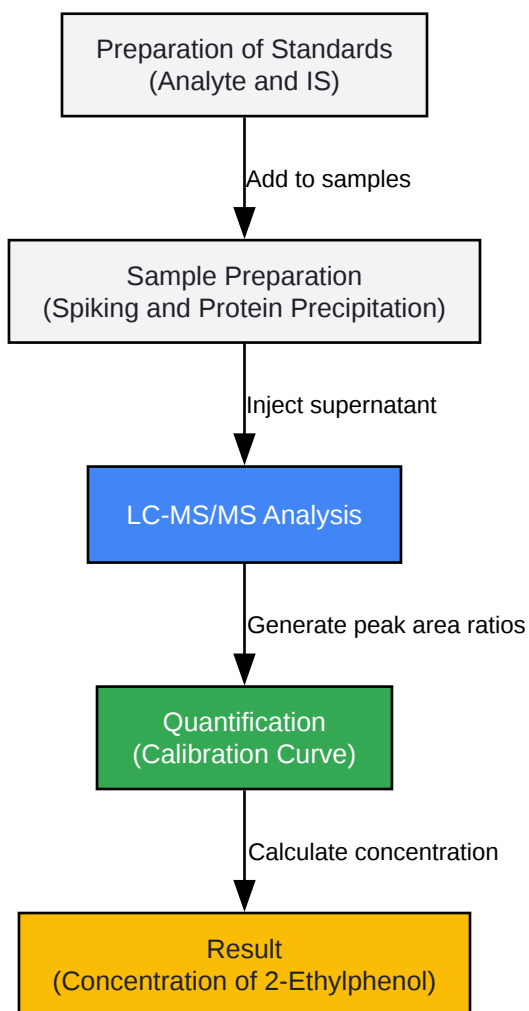 Preparation of Standards
(Analyte and IS)
Add to samples
Sample Preparation
(Spiking and Protein Precipitation)
Inject supernatant
LC-MS/MS Analysis
Generate peak area ratios
Quantification
(Calibration Curve)
Calculate concentration
Result
(Concentration of 2-Ethylphenol)